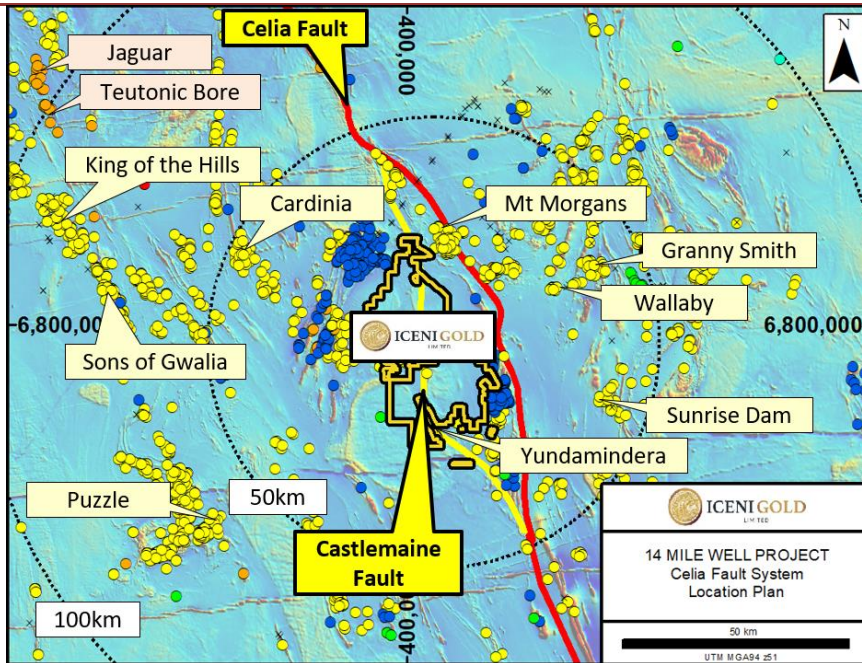 Celia Fault
400,000
N
Jaguar
Teutonic Bore
King of the Hills
Cardinia
Mt Morgans
Granny Smith
Wallaby
6,800,000
ICENI GOLD
LIMITED
6,800,000
Sons of Gwalia
Sunrise Dam
Yundamindera
Puzzle
50km
Castlemaine
Fault
100km
400,000
ICENI GOLD
LIMITED
14 MILE WELL PROJECT
Celia Fault System
Location Plan
50 km
UTM MGA94 z51